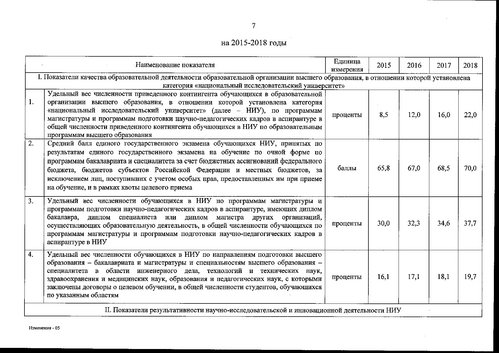 7
на 2015-2018 годы
Наименование показателя
Единица
измерения
2015
2016
2017
2018
I. Показатели качества образовательной деятельности образовательной организации высшего образования, в отношении которой установлена
категория «национальный исследовательский университет»
1.
Удельный вес численности приведенного контингента обучающихся в образовательной
организации высшего образования, в отношении которой установлена категория
«национальный исследовательский университет» (далее – НИУ), по программам
магистратуры и программам подготовки научно-педагогических кадров в аспирантуре в
общей численности приведенного контингента обучающихся в НИУ по образовательным
программам высшего образования
проценты
8,5
12,0
16,0
22,0
2.
Средний балл единого государственного экзамена обучающихся НИУ, принятых по
результатам единого государственного экзамена на обучение по очной форме по
программам бакалавриата и специалитета за счет бюджетных ассигнований федерального
бюджета, бюджетов субъектов Российской Федерации и местных бюджетов, за
исключением лиц, поступивших с учетом особых прав, предоставленных им при приеме
на обучение, и в рамках квоты целевого приема
баллы
65,8
67,0
68,5
70,0
3.
Удельный вес численности обучающихся в НИУ по программам магистратуры и
программам подготовки научно-педагогических кадров в аспирантуре, имеющих диплом
бакалавра, диплом специалиста или диплом магистра других организаций,
осуществляющих образовательную деятельность, в общей численности обучающихся по
программам магистратуры и программам подготовки научно-педагогических кадров в
аспирантуре в НИУ
проценты
30,0
32,3
34,6
37,7
4.
Удельный вес численности обучающихся в НИУ по направлениям подготовки высшего
образования – бакалавриата и магистратуры и специальностям высшего образования –
специалитета в области инженерного дела, технологий и технических наук,
здравоохранения и медицинских наук, образования и педагогических наук, с которыми
заключены договоры о целевом обучении, в общей численности студентов, обучающихся
по указанным областям
проценты
16,1
17,1
18,1
19,7
II. Показатели результативности научно-исследовательской и инновационной деятельности НИУ
Изменения - 05